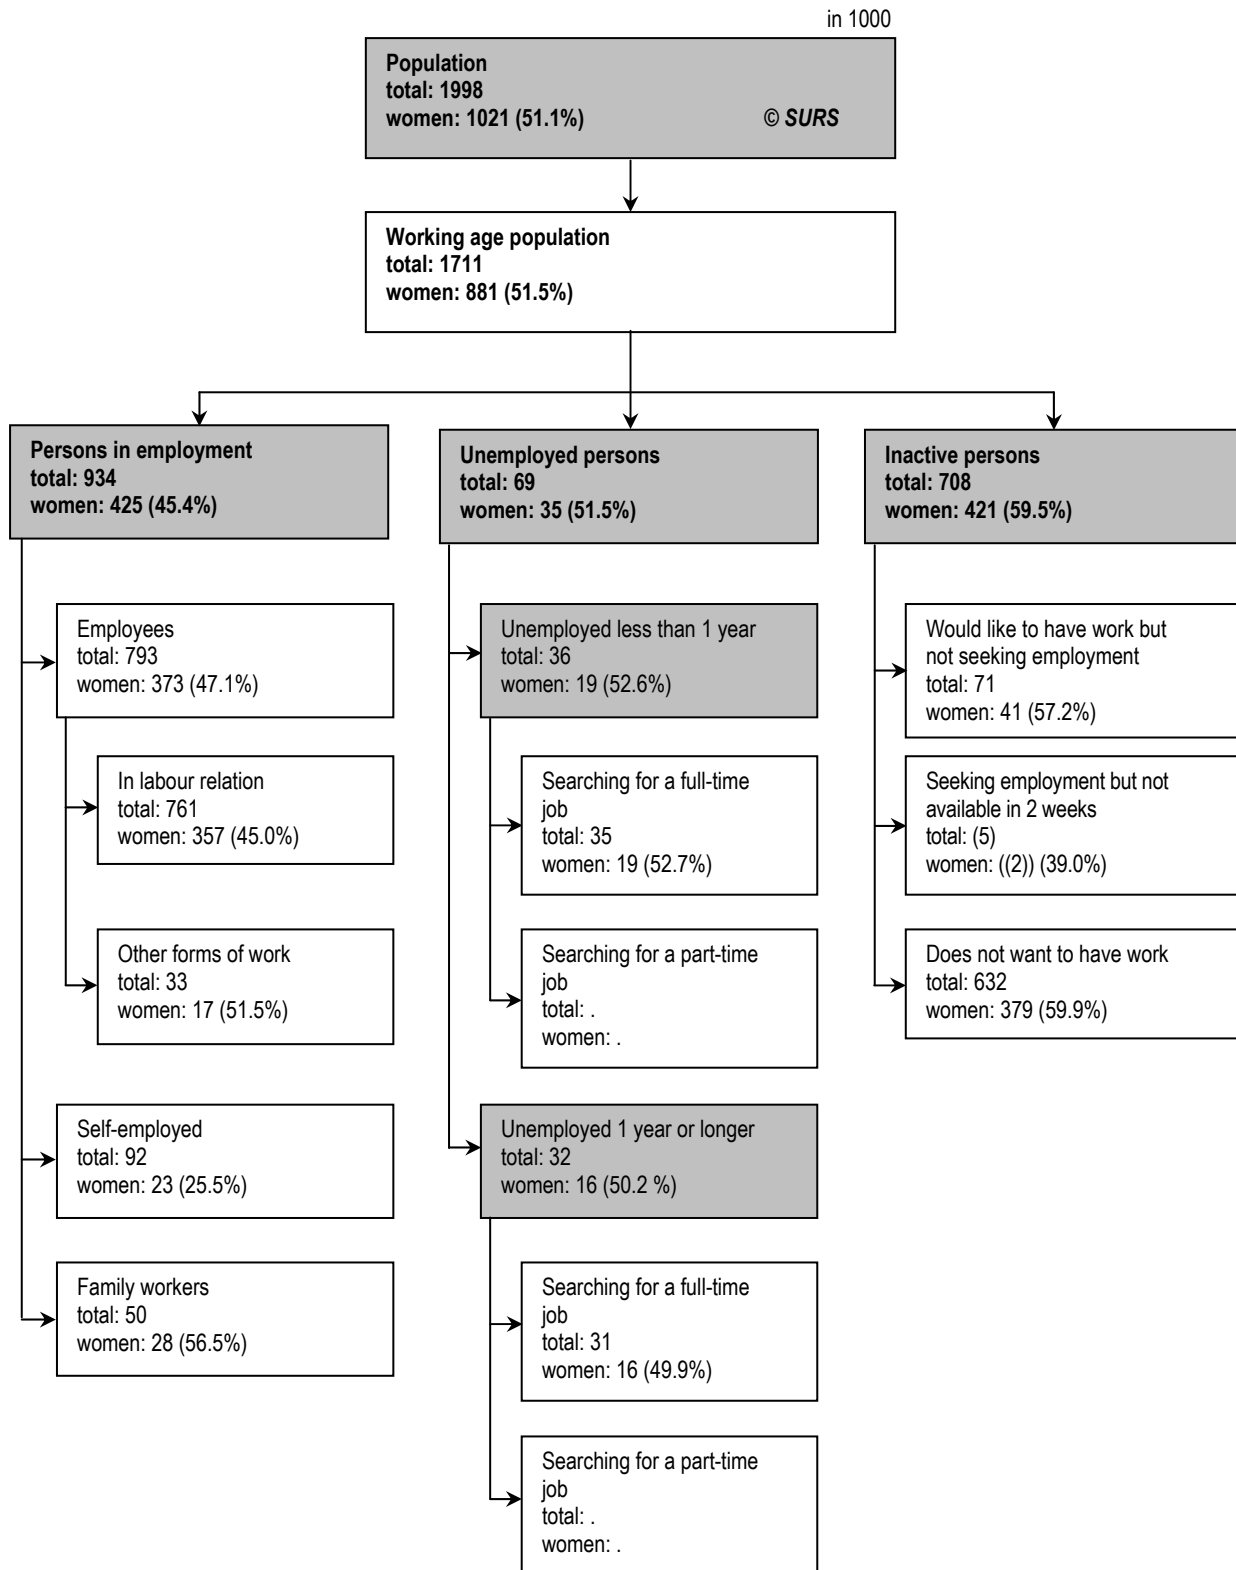 in 1000
Population
total: 1998
women: 1021 (51.1%) © SURS
Working age population
total: 1711
women: 881 (51.5%)
Persons in employment
total: 934
women: 425 (45.4%)
Employees
total: 793
women: 373 (47.1%)
In labour relation
total: 761
women: 357 (45.0%)
Other forms of work
total: 33
women: 17 (51.5%)
Self-employed
total: 92
women: 23 (25.5%)
Family workers
total: 50
women: 28 (56.5%)
Unemployed persons
total: 69
women: 35 (51.5%)
Unemployed less than 1 year
total: 36
women: 19 (52.6%)
Searching for a full-time
job
total: 35
women: 19 (52.7%)
Searching for a part-time
job
total: .
women: .
Unemployed 1 year or longer
total: 32
women: 16 (50.2 %)
Searching for a full-time
job
total: 31
women: 16 (49.9%)
Searching for a part-time
job
total: .
women: .
Inactive persons
total: 708
women: 421 (59.5%)
Would like to have work but
not seeking employment
total: 71
women: 41 (57.2%)
Seeking employment but not
available in 2 weeks
total: (5)
women: ((2)) (39.0%)
Does not want to have work
total: 632
women: 379 (59.9%)